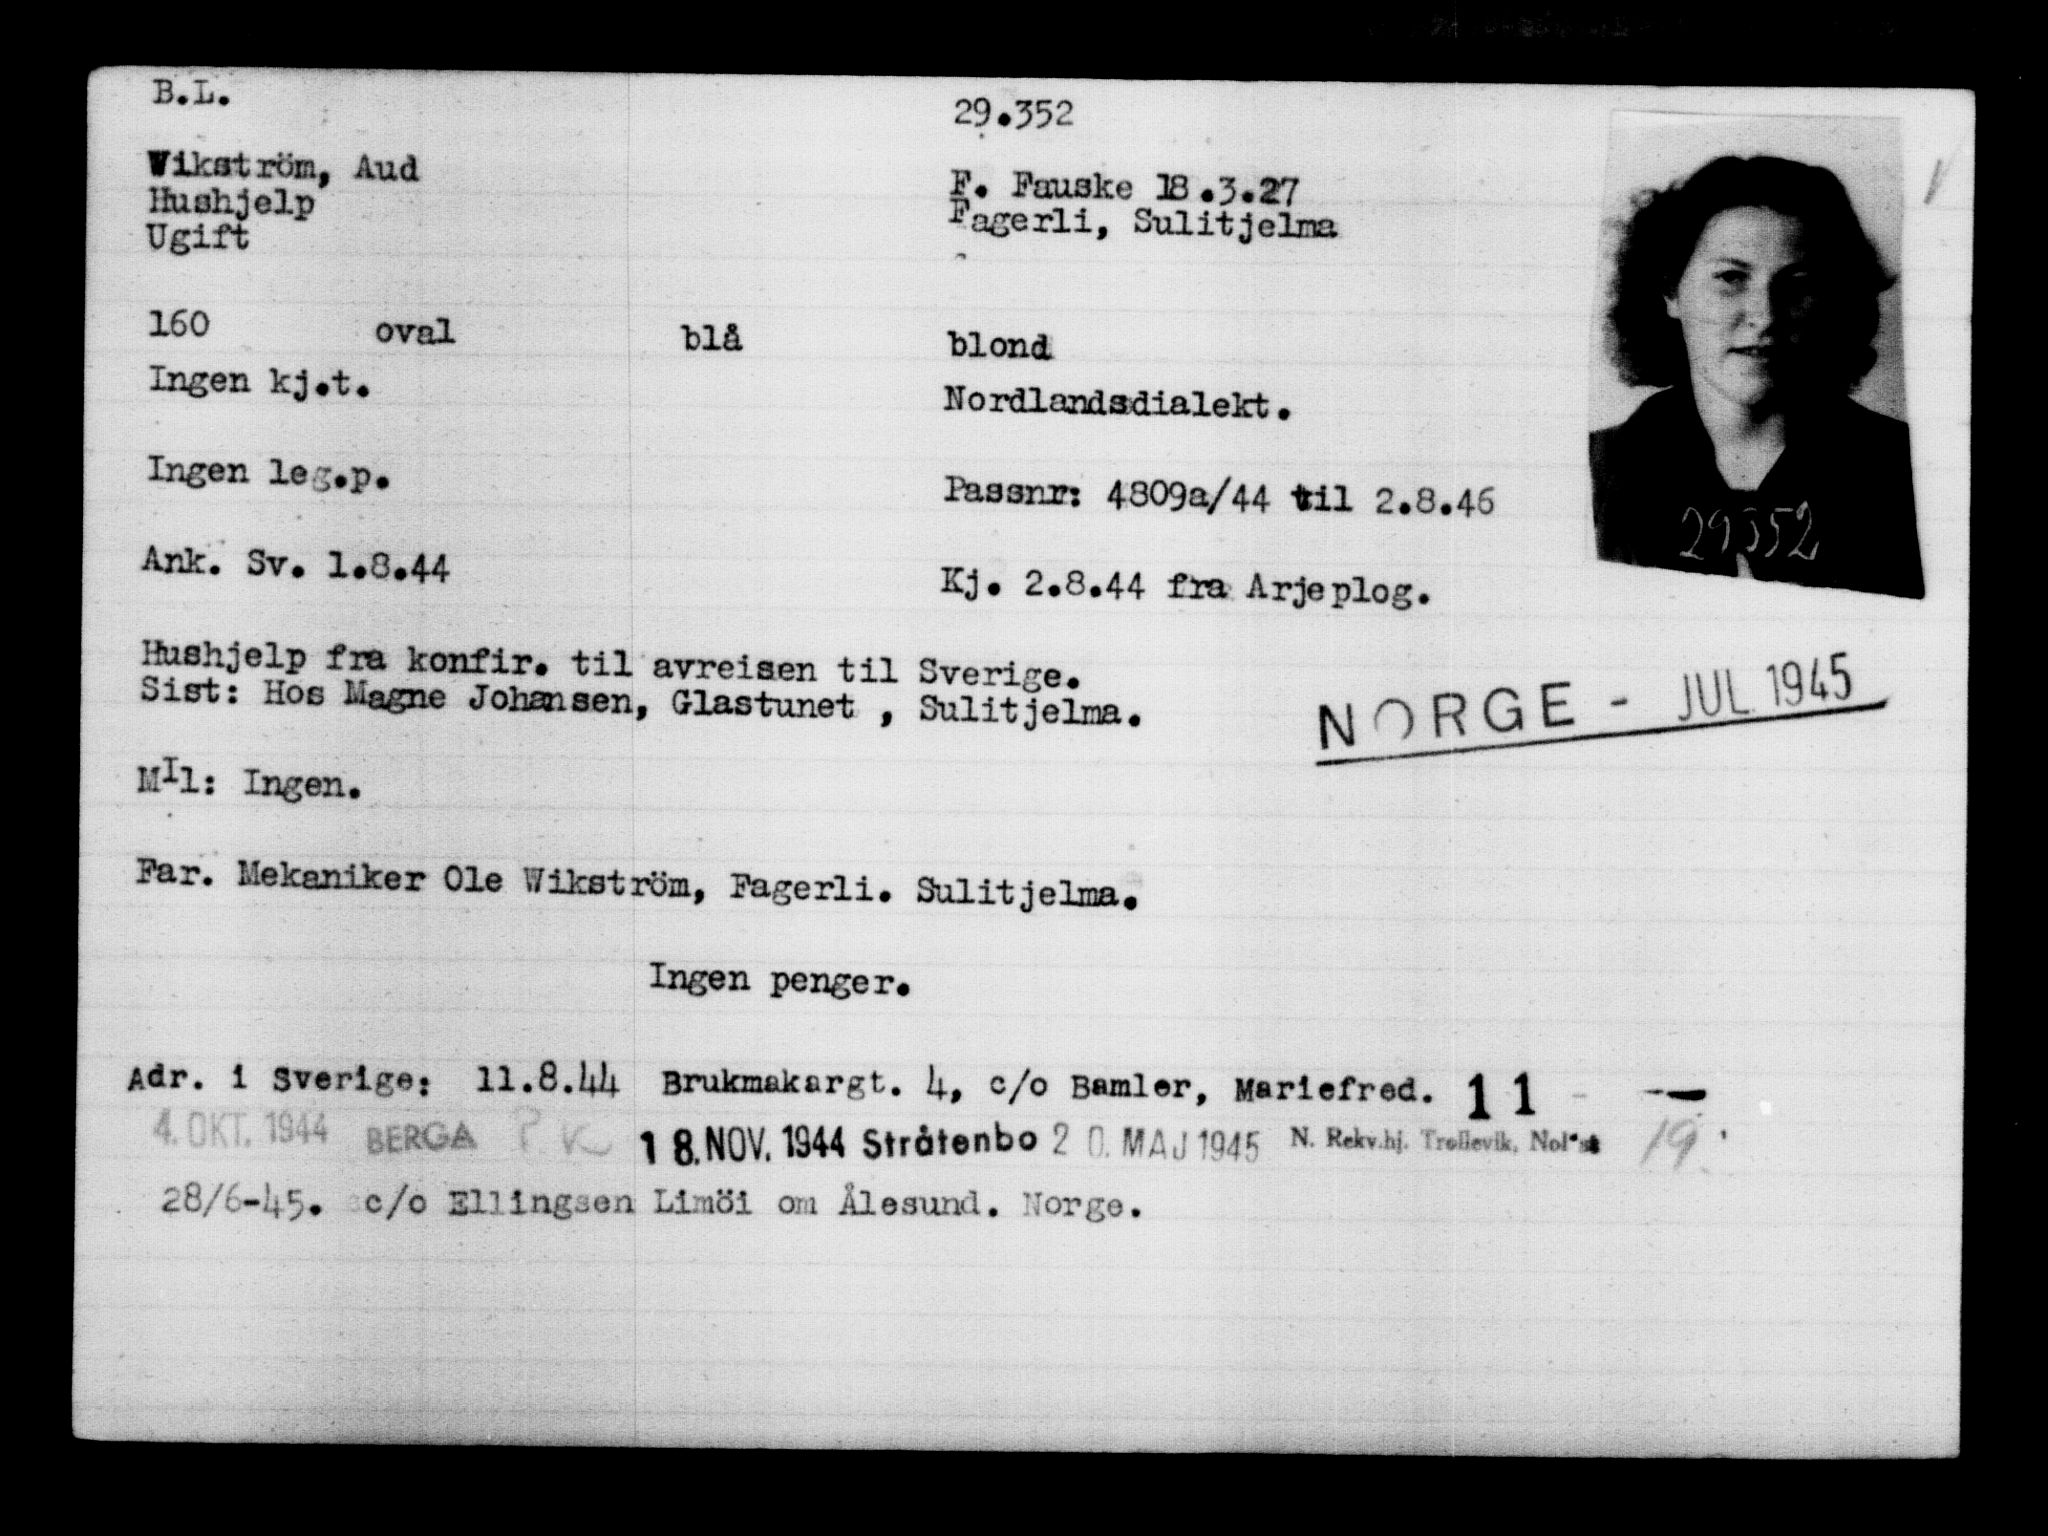 B.L.
29.352
Wikström, Aud
F. Fauske 18.3.27
Hushjelp
Fagerli, Sulitjelma
Ugift
160 oval blå blond
Ingen kj.t.
Nordlandsdialekt.
Ingen leg.p.
Passnr: 4809a/44 til 2.8.46
29352
Ank. Sv. 1.8.44
Kj. 2.8.44 fra Arjeplog.
Hushjelp fra konfir. til avreisen til Sverige.
Sist: Hos Magne Johansen, Glastunet , Sulitjelma.
NORGE - JUL 1945
MIl: Ingen.
Far. Mekaniker Ole Wikström, Fagerli. Sulitjelma.
Ingen penger.
Adr. i Sverige: 11.8.44 Brukmakargt. 4, c/o Bamler, Mariefred. 11 - —
4. OKT. 1944 BERGA PK 18. NOV. 1944 Stråtenbo 20. MAJ 1945 N. Rekv.hj. Trollevik, 19.
28/6-45. c/o Ellingsen Limöi om Ålesund. Norge.